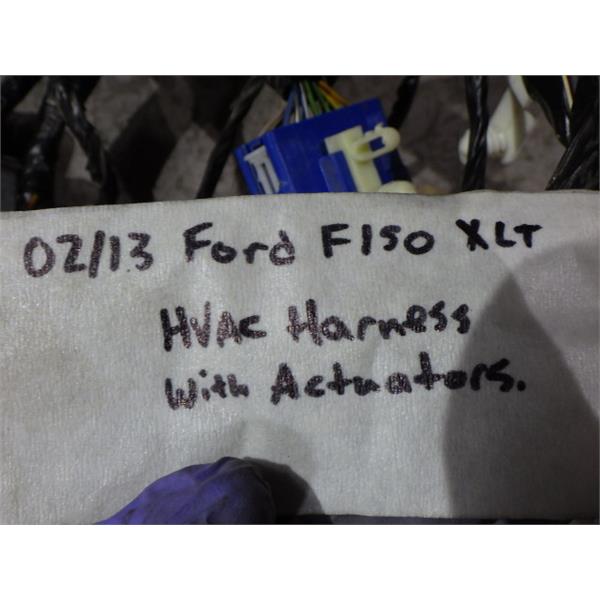 02/13 Ford F150 XLT
HVAC Harness
With Actuators.